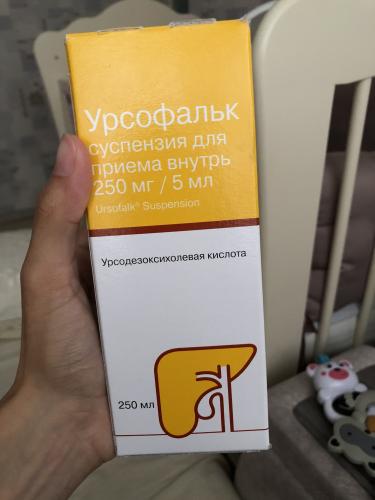 Урсофальк
суспензия для
приема внутрь
250 мг / 5 мл
Ursofalk® Suspension
Урсодезоксихолевая кислота
250 мл